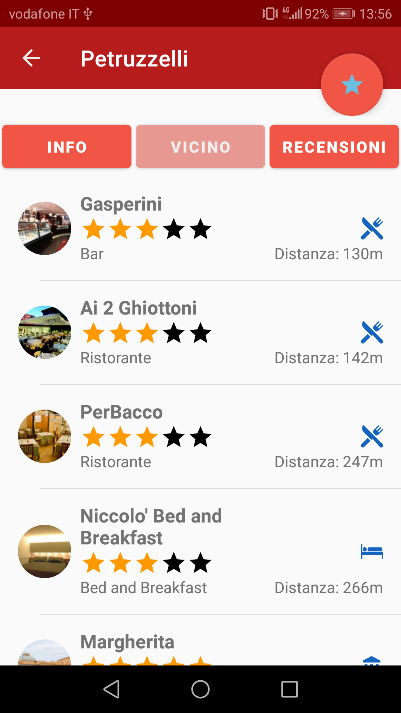 vodafone IT 4G 92% 13:56
Petruzzelli
INFO VICINO RECENSIONI
Gasperini
Bar Distanza: 130m
Ai 2 Ghiottoni
Ristorante Distanza: 142m
PerBacco
Ristorante Distanza: 247m
Niccolo' Bed and
Breakfast
Bed and Breakfast Distanza: 266m
Margherita